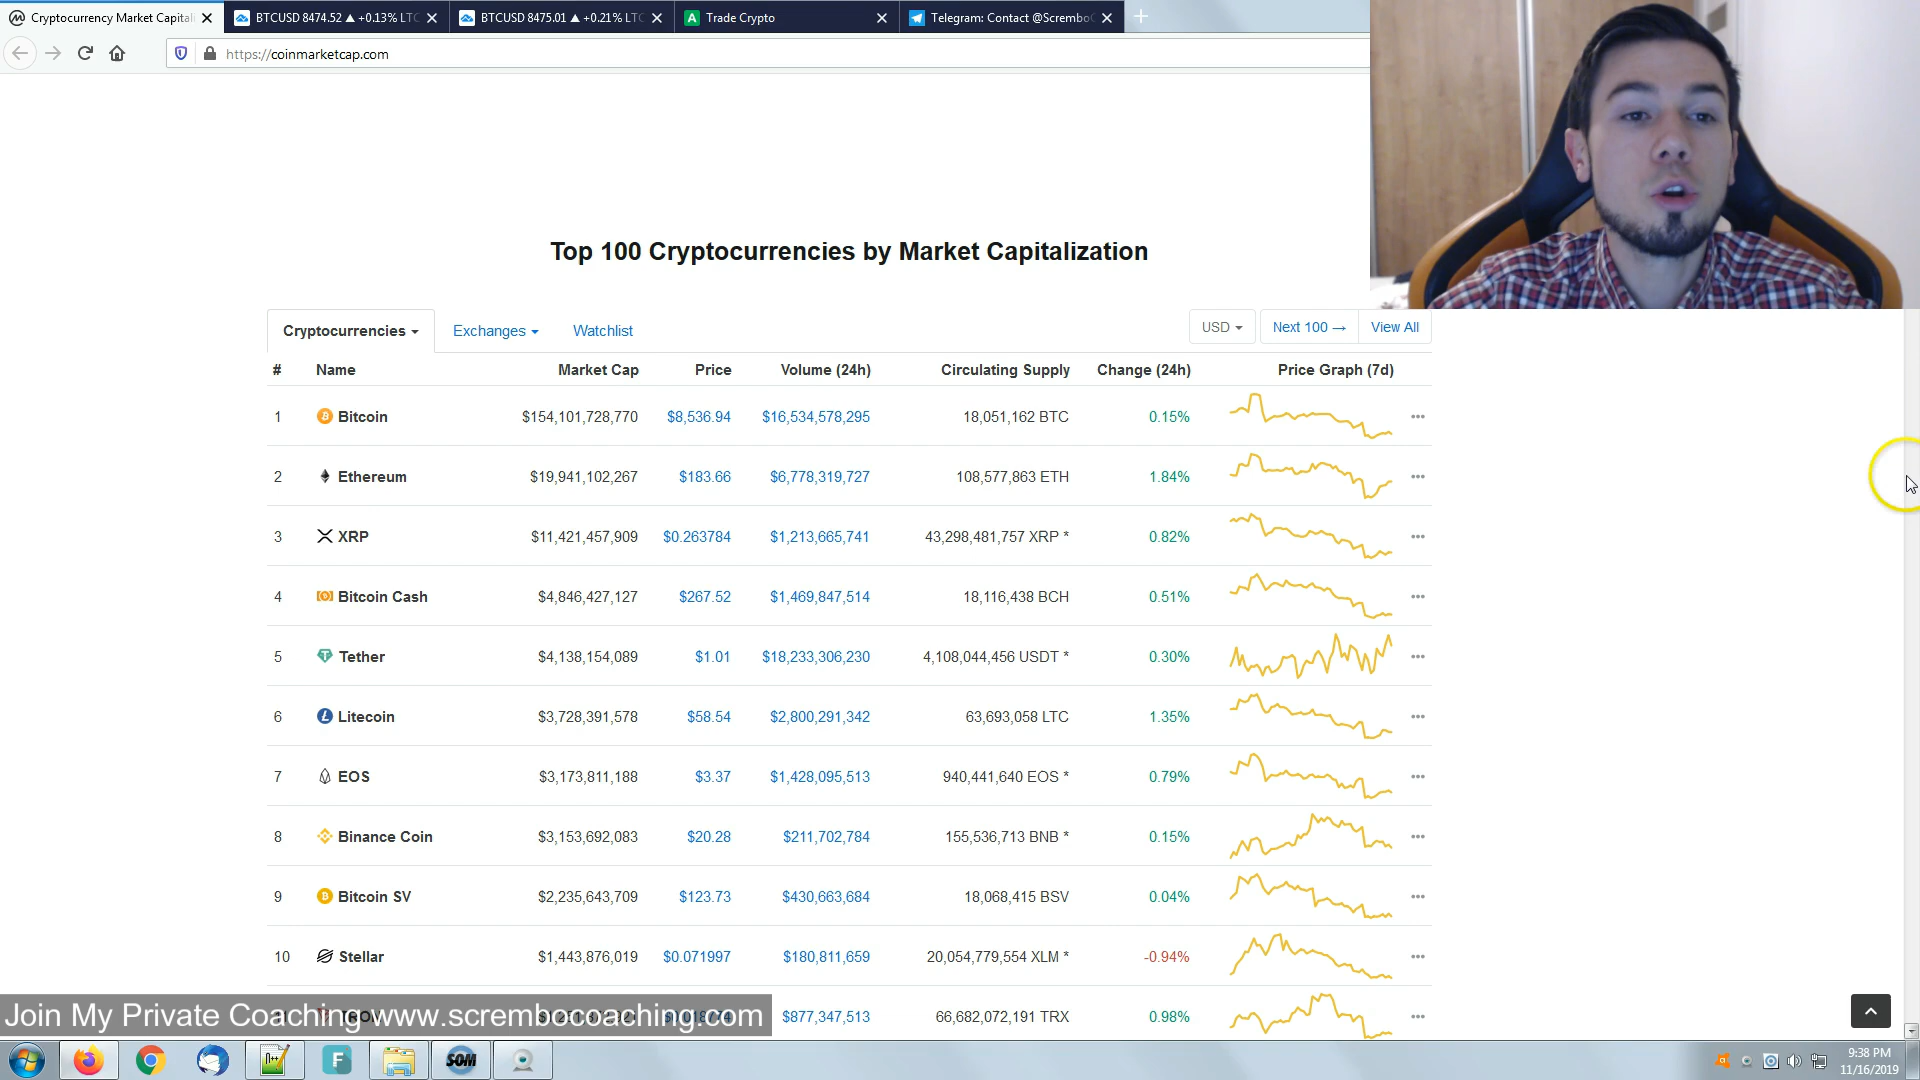 Cryptocurrency Market Capital
BTCUSD 8474.52 ▲ +0.13% LTC
BTCUSD 8475.01 ▲ +0.21% LTC
Trade Crypto
Telegram: Contact @Scrembo
https://coinmarketcap.com
Top 100 Cryptocurrencies by Market Capitalization
Cryptocurrencies Exchanges Watchlist USD Next 100 → View All
# Name Market Cap Price Volume (24h) Circulating Supply Change (24h) Price Graph (7d)
1 Bitcoin $154,101,728,770 $8,536.94 $16,534,578,295 18,051,162 BTC 0.15%
2 Ethereum $19,941,102,267 $183.66 $6,778,319,727 108,577,863 ETH 1.84%
3 XRP $11,421,457,909 $0.263784 $1,213,665,741 43,298,481,757 XRP * 0.82%
4 Bitcoin Cash $4,846,427,127 $267.52 $1,469,847,514 18,116,438 BCH 0.51%
5 Tether $4,138,154,089 $1.01 $18,233,306,230 4,108,044,456 USDT * 0.30%
6 Litecoin $3,728,391,578 $58.54 $2,800,291,342 63,693,058 LTC 1.35%
7 EOS $3,173,811,188 $3.37 $1,428,095,513 940,441,640 EOS * 0.79%
8 Binance Coin $3,153,692,083 $20.28 $211,702,784 155,536,713 BNB * 0.15%
9 Bitcoin SV $2,235,643,709 $123.73 $430,663,684 18,068,415 BSV 0.04%
10 Stellar $1,443,876,019 $0.071997 $180,811,659 20,054,779,554 XLM * -0.94%
$877,347,513 66,682,072,191 TRX 0.98%
Join My Private Coaching www.scrembocoaching.com
SOM
9:38 PM
11/16/2019